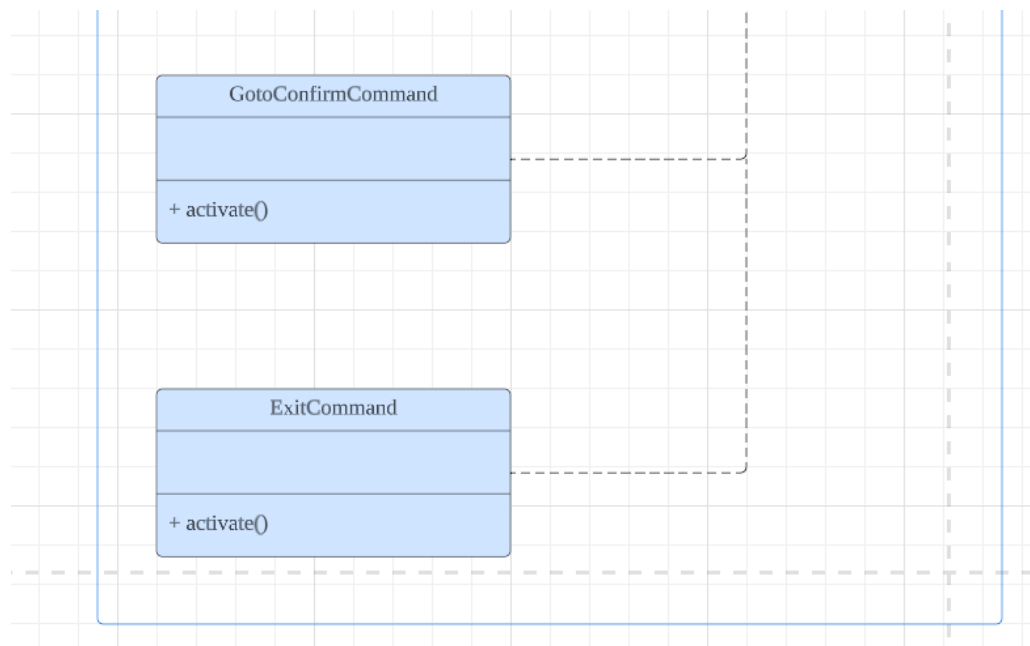 GotoConfirmCommand
+ activate()
ExitCommand
+ activate()